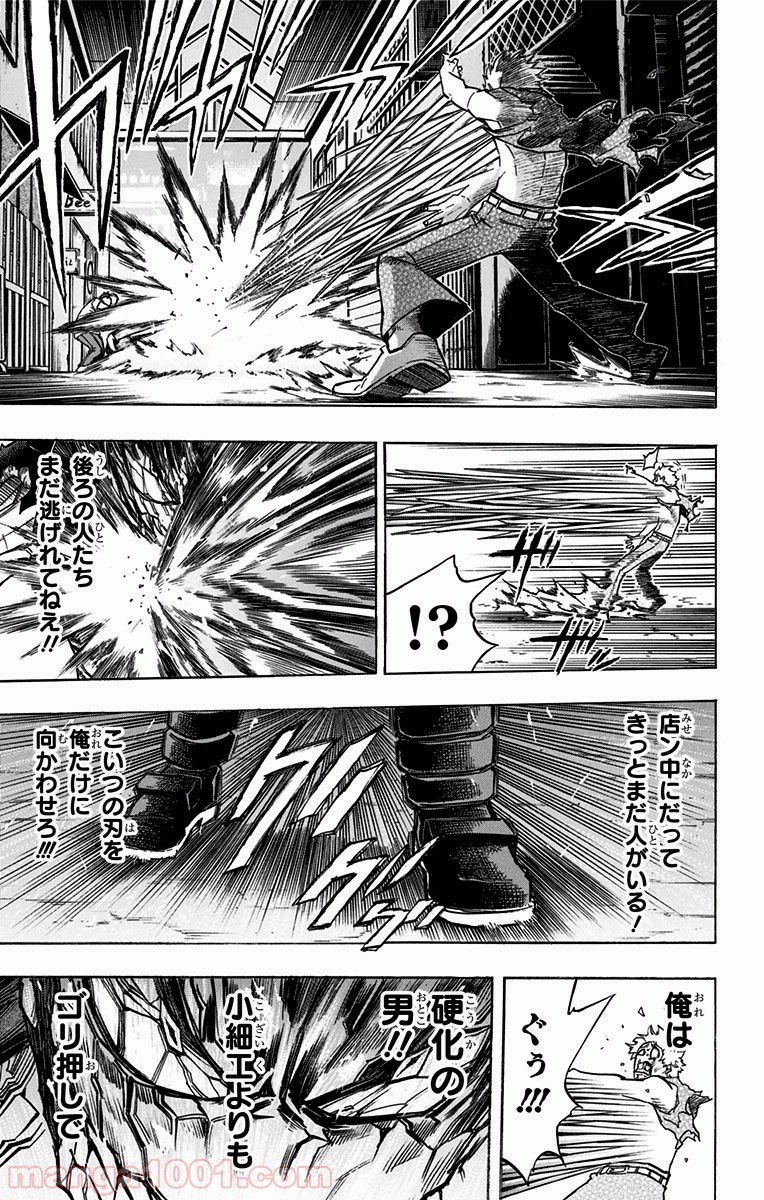 Bee
!?
後ろの人たち
まだ逃げれてねえ!!
店ン中にだって
きっとまだ人がいる!
こいつの刃を
俺だけに
向かわせろ!!!
俺は
ぐぅ!!!
硬化の
男!!
小細工よりも
ゴリ押しで
manga1001.com